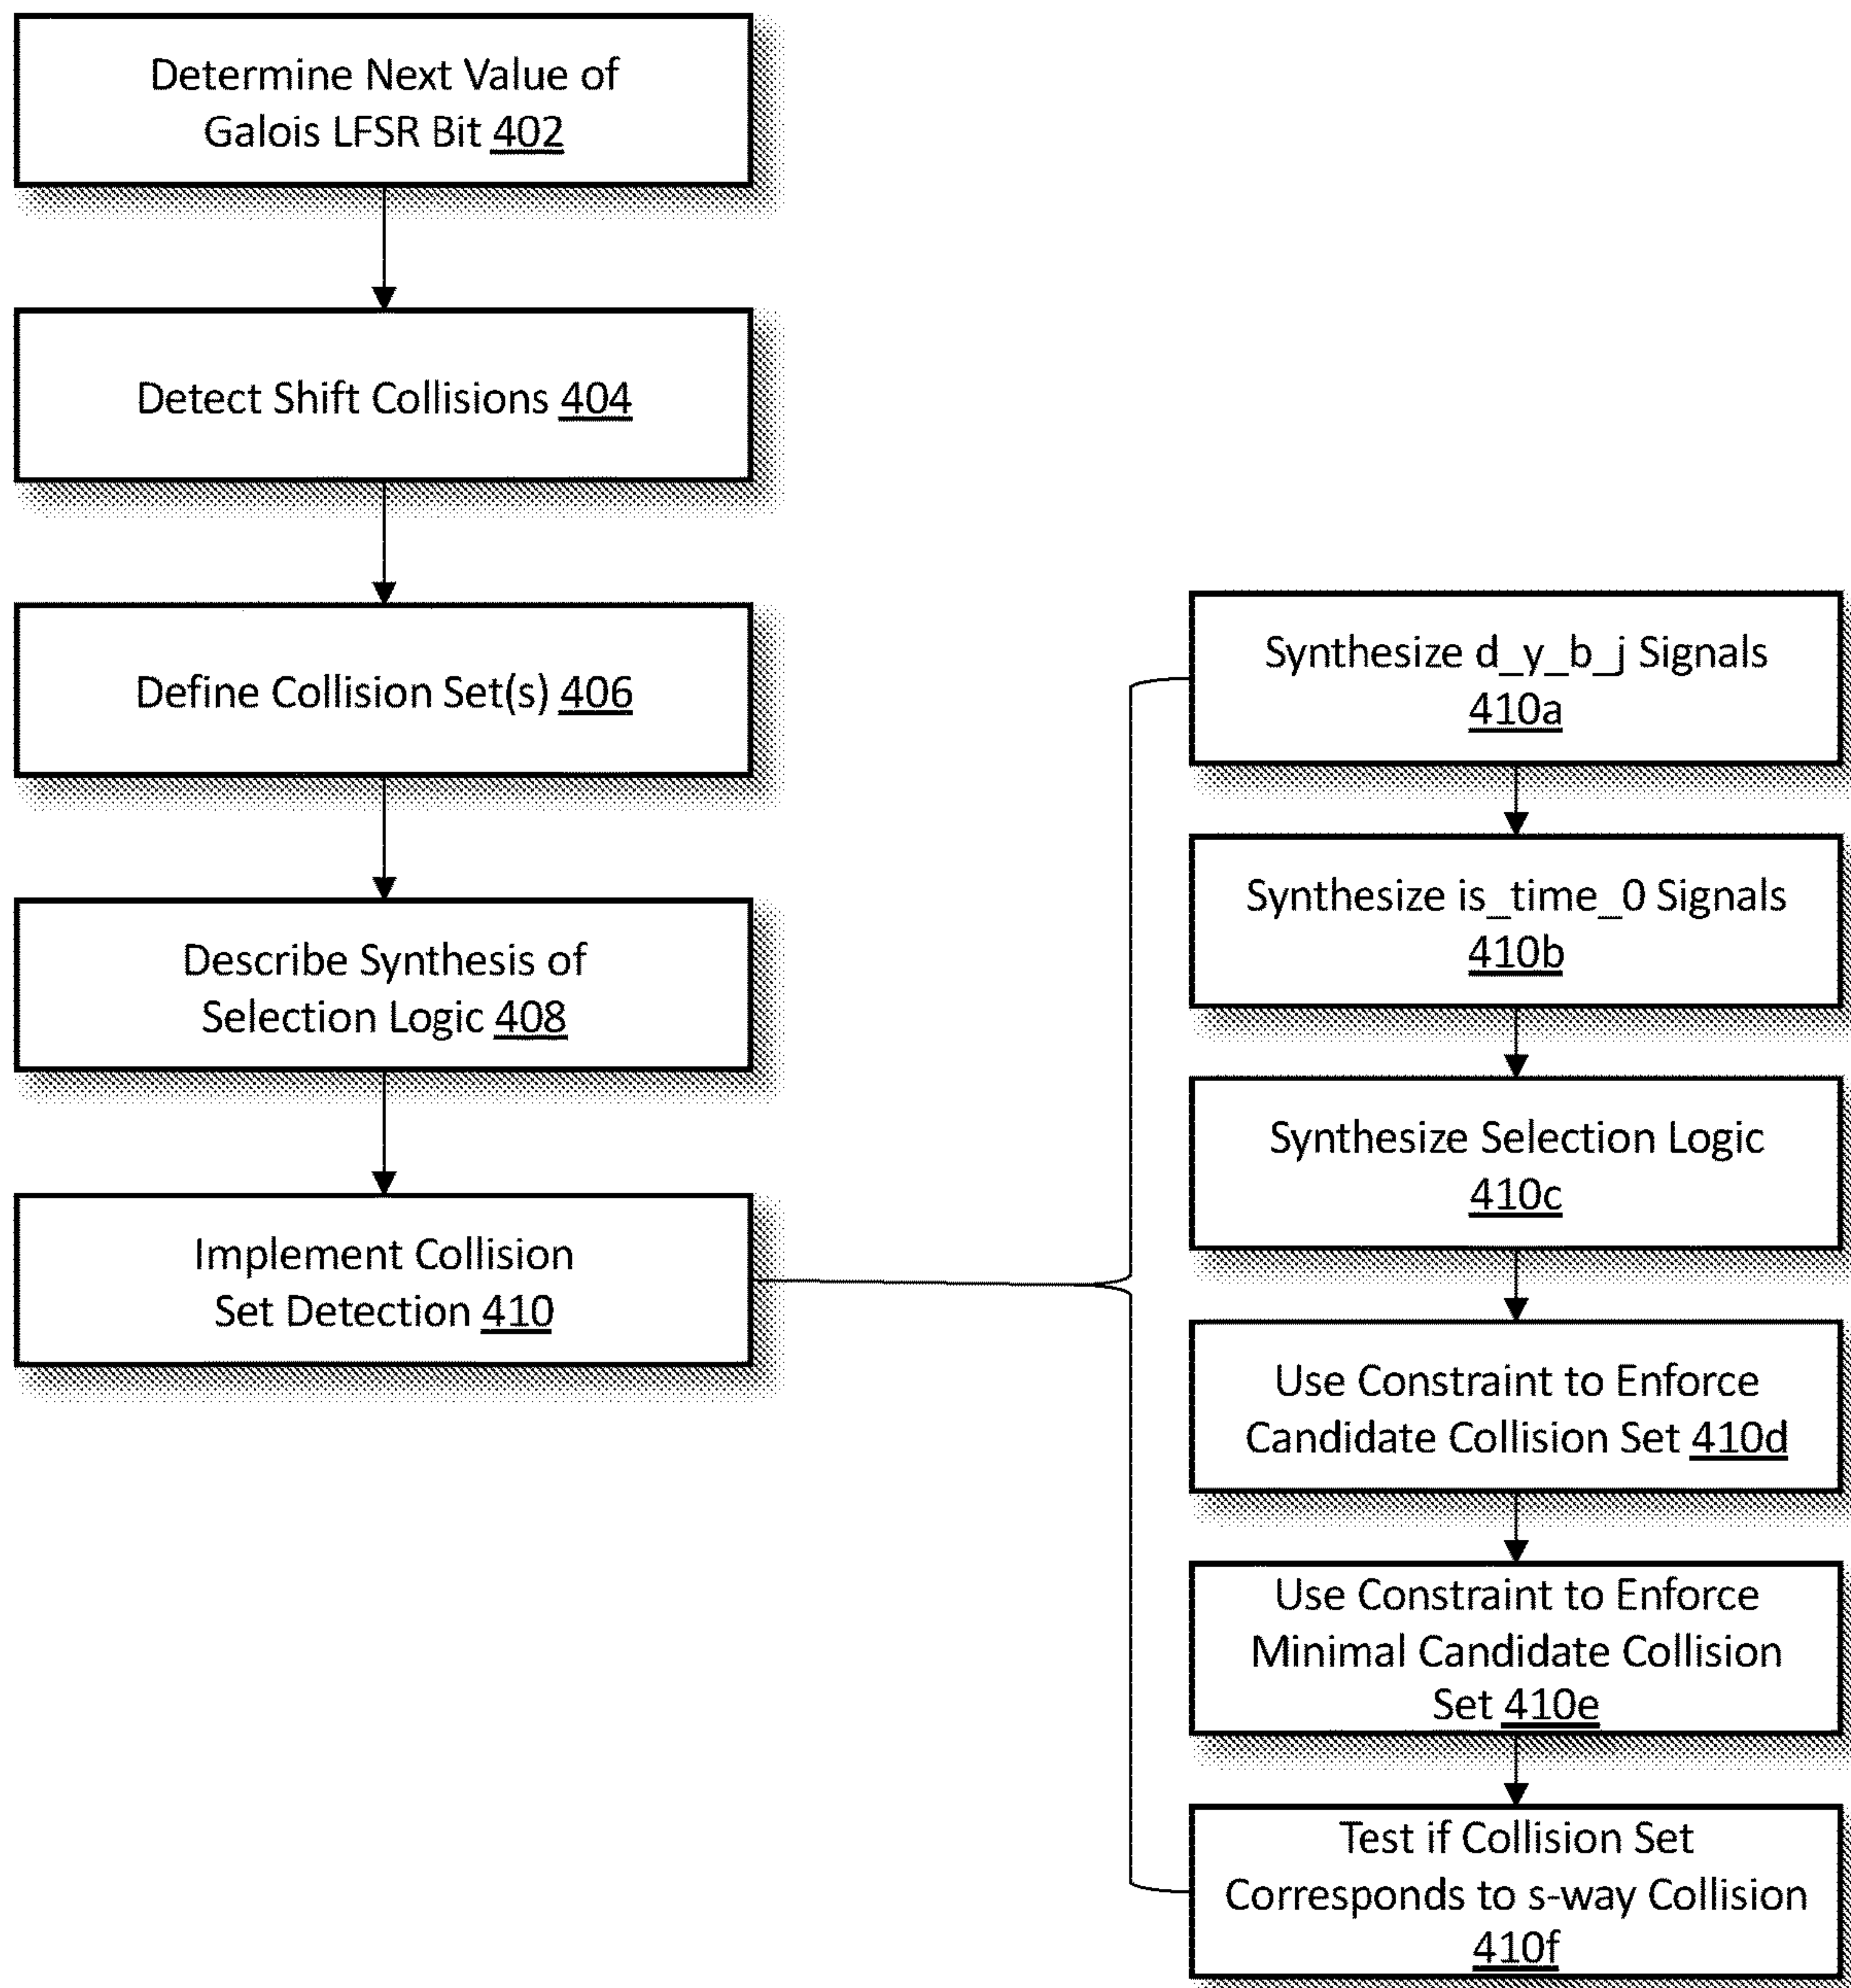 Determine Next Value of
Galois LFSR Bit 402
Detect Shift Collisions 404
Define Collision Set(s) 406
Describe Synthesis of
Selection Logic 408
Implement Collision
Set Detection 410
Synthesize d_y_b_j Signals
410a
Synthesize is_time_0 Signals
410b
Synthesize Selection Logic
410c
Use Constraint to Enforce
Candidate Collision Set 410d
Use Constraint to Enforce
Minimal Candidate Collision
Set 410e
Test if Collision Set
Corresponds to s-way Collision
410f